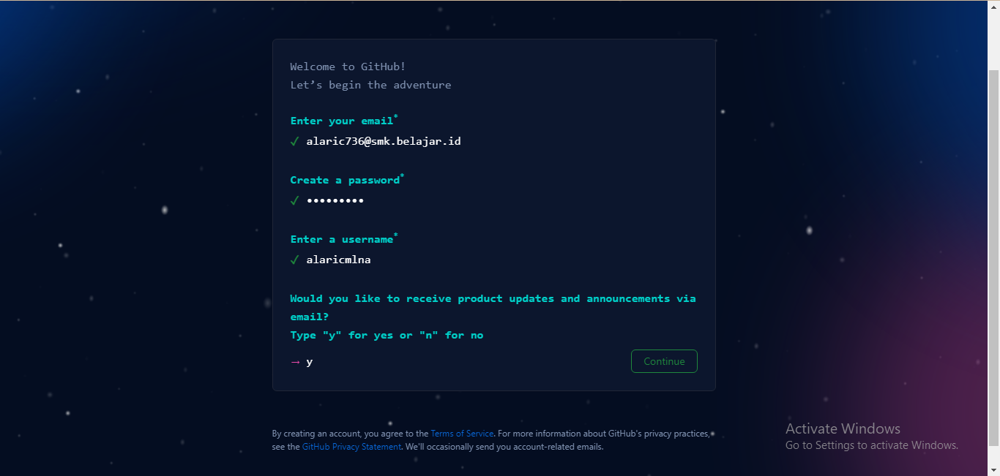 Welcome to GitHub!
Let’s begin the adventure
Enter your email*
✓ alaric736@smk.belajar.id
Create a password*
✓ •••••••••
Enter a username*
✓ alaricmlna
Would you like to receive product updates and announcements via
email?
Type "y" for yes or "n" for no
→ y
Continue
By creating an account, you agree to the Terms of Service. For more information about GitHub's privacy practices,
see the GitHub Privacy Statement. We'll occasionally send you account-related emails.
Activate Windows
Go to Settings to activate Windows.